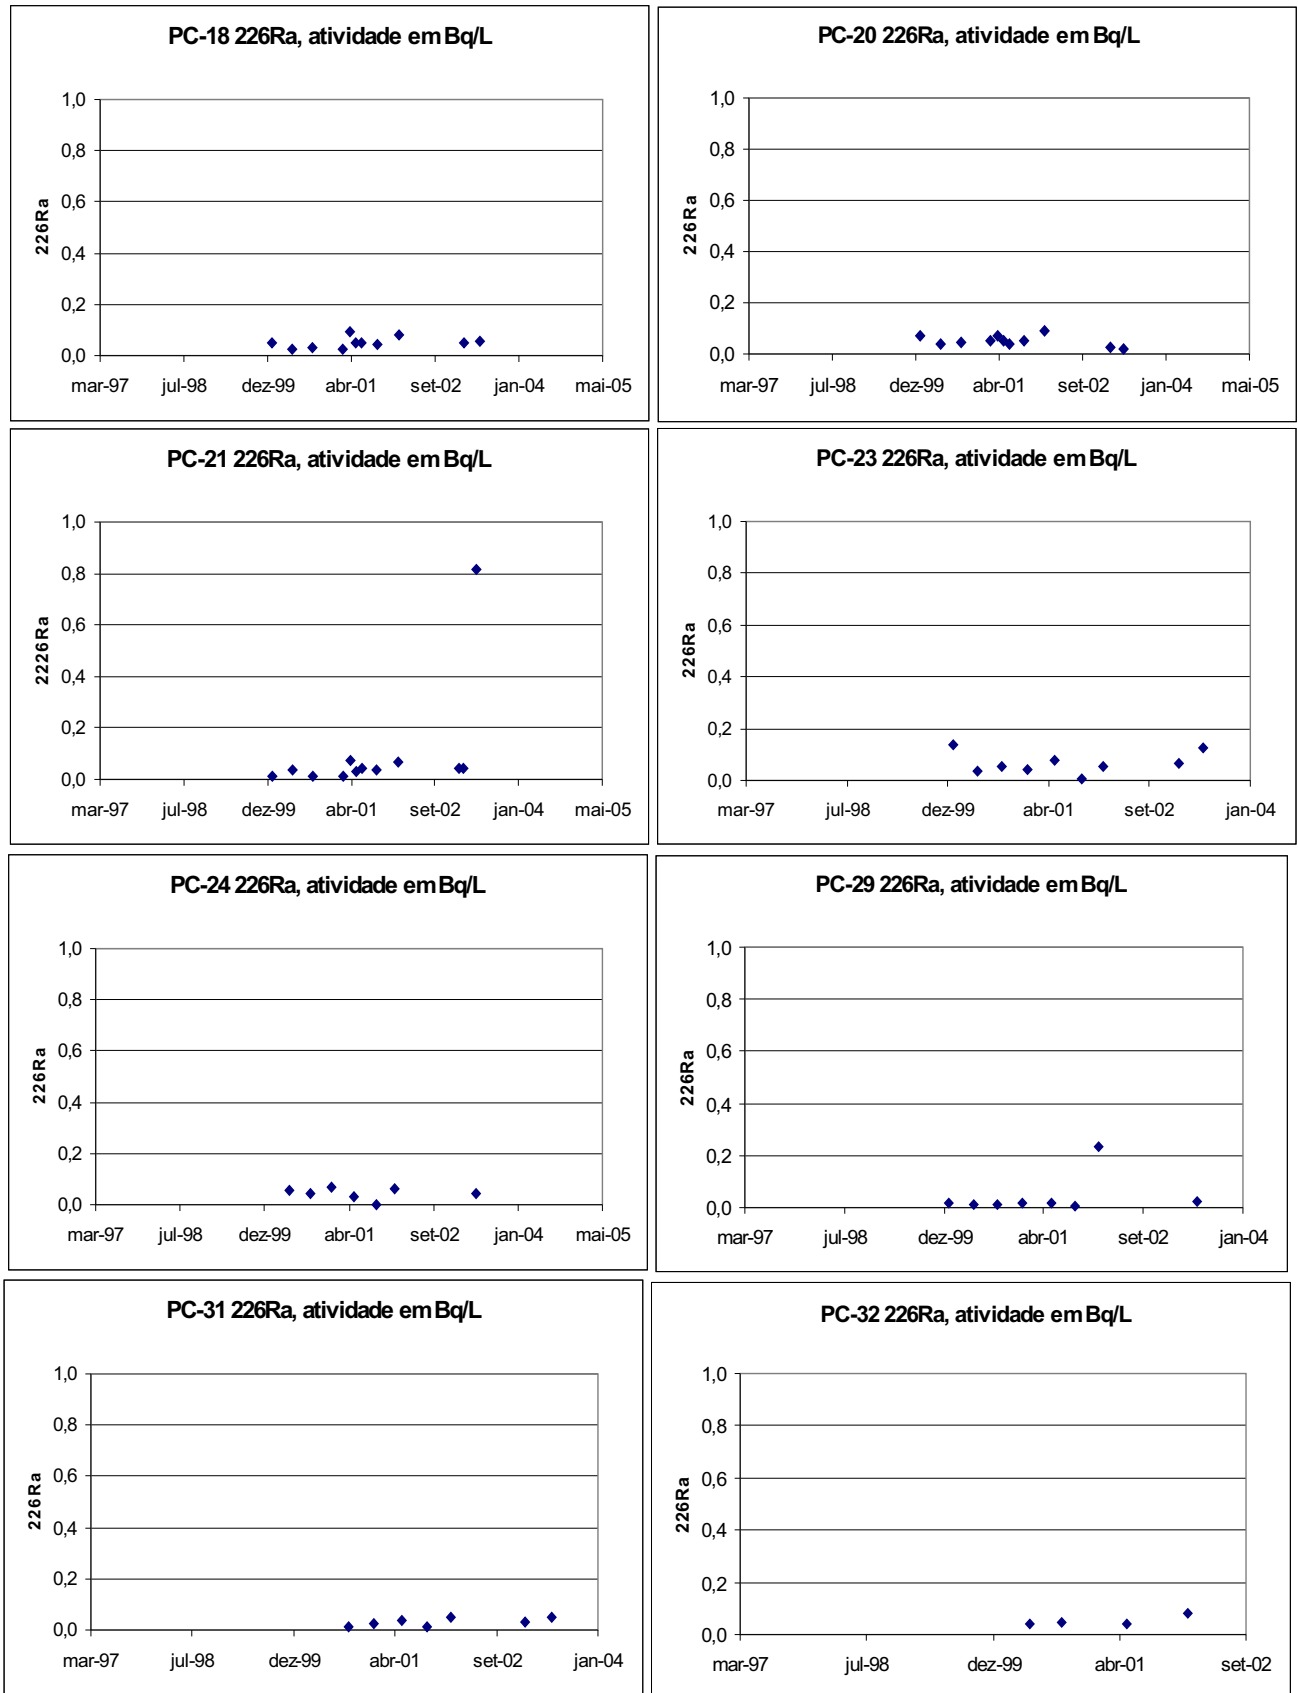 PC-18 226Ra, atividade em Bq/L
1,0
0,8
0,6
0,4
0,2
0,0
226Ra
mar-97 jul-98 dez-99 abr-01 set-02 jan-04 mai-05
PC-20 226Ra, atividade em Bq/L
1,0
0,8
0,6
0,4
0,2
0,0
226Ra
mar-97 jul-98 dez-99 abr-01 set-02 jan-04 mai-05
PC-21 226Ra, atividade em Bq/L
1,0
0,8
0,6
0,4
0,2
0,0
2226Ra
mar-97 jul-98 dez-99 abr-01 set-02 jan-04 mai-05
PC-23 226Ra, atividade em Bq/L
1,0
0,8
0,6
0,4
0,2
0,0
226Ra
mar-97 jul-98 dez-99 abr-01 set-02 jan-04
PC-24 226Ra, atividade em Bq/L
1,0
0,8
0,6
0,4
0,2
0,0
226Ra
mar-97 jul-98 dez-99 abr-01 set-02 jan-04 mai-05
PC-29 226Ra, atividade em Bq/L
1,0
0,8
0,6
0,4
0,2
0,0
226Ra
mar-97 jul-98 dez-99 abr-01 set-02 jan-04
PC-31 226Ra, atividade em Bq/L
1,0
0,8
0,6
0,4
0,2
0,0
226Ra
mar-97 jul-98 dez-99 abr-01 set-02 jan-04
PC-32 226Ra, atividade em Bq/L
1,0
0,8
0,6
0,4
0,2
0,0
226Ra
mar-97 jul-98 dez-99 abr-01 set-02